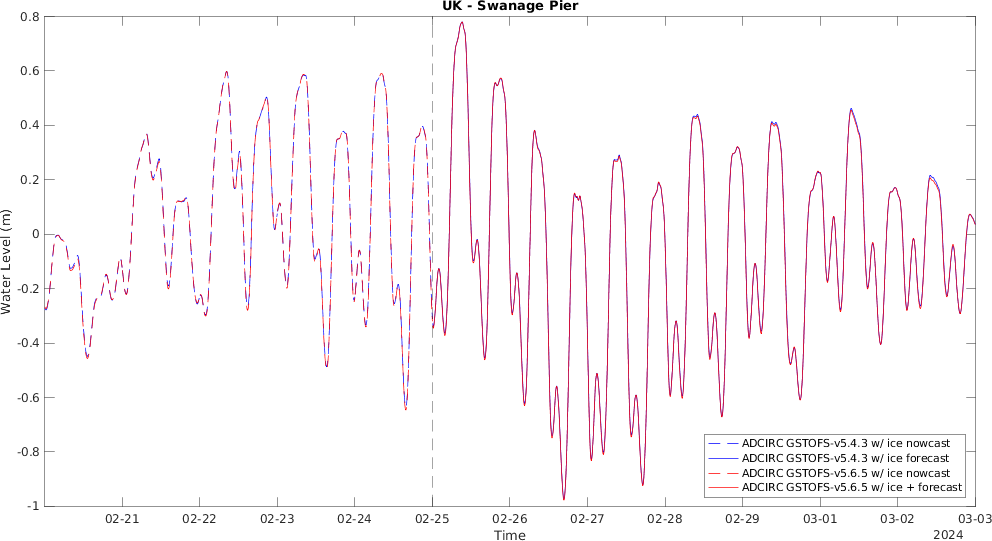 UK - Swanage Pier
0.8
0.6
0.4
0.2
0
-0.2
-0.4
-0.6
-0.8
-1
Water Level (m)
02-21 02-22 02-23 02-24 02-25 02-26 02-27 02-28 02-29 03-01 03-02 03-03
Time
2024
ADCIRC GSTOFS-v5.4.3 w/ ice nowcast
ADCIRC GSTOFS-v5.4.3 w/ ice forecast
ADCIRC GSTOFS-v5.6.5 w/ ice nowcast
ADCIRC GSTOFS-v5.6.5 w/ ice + forecast